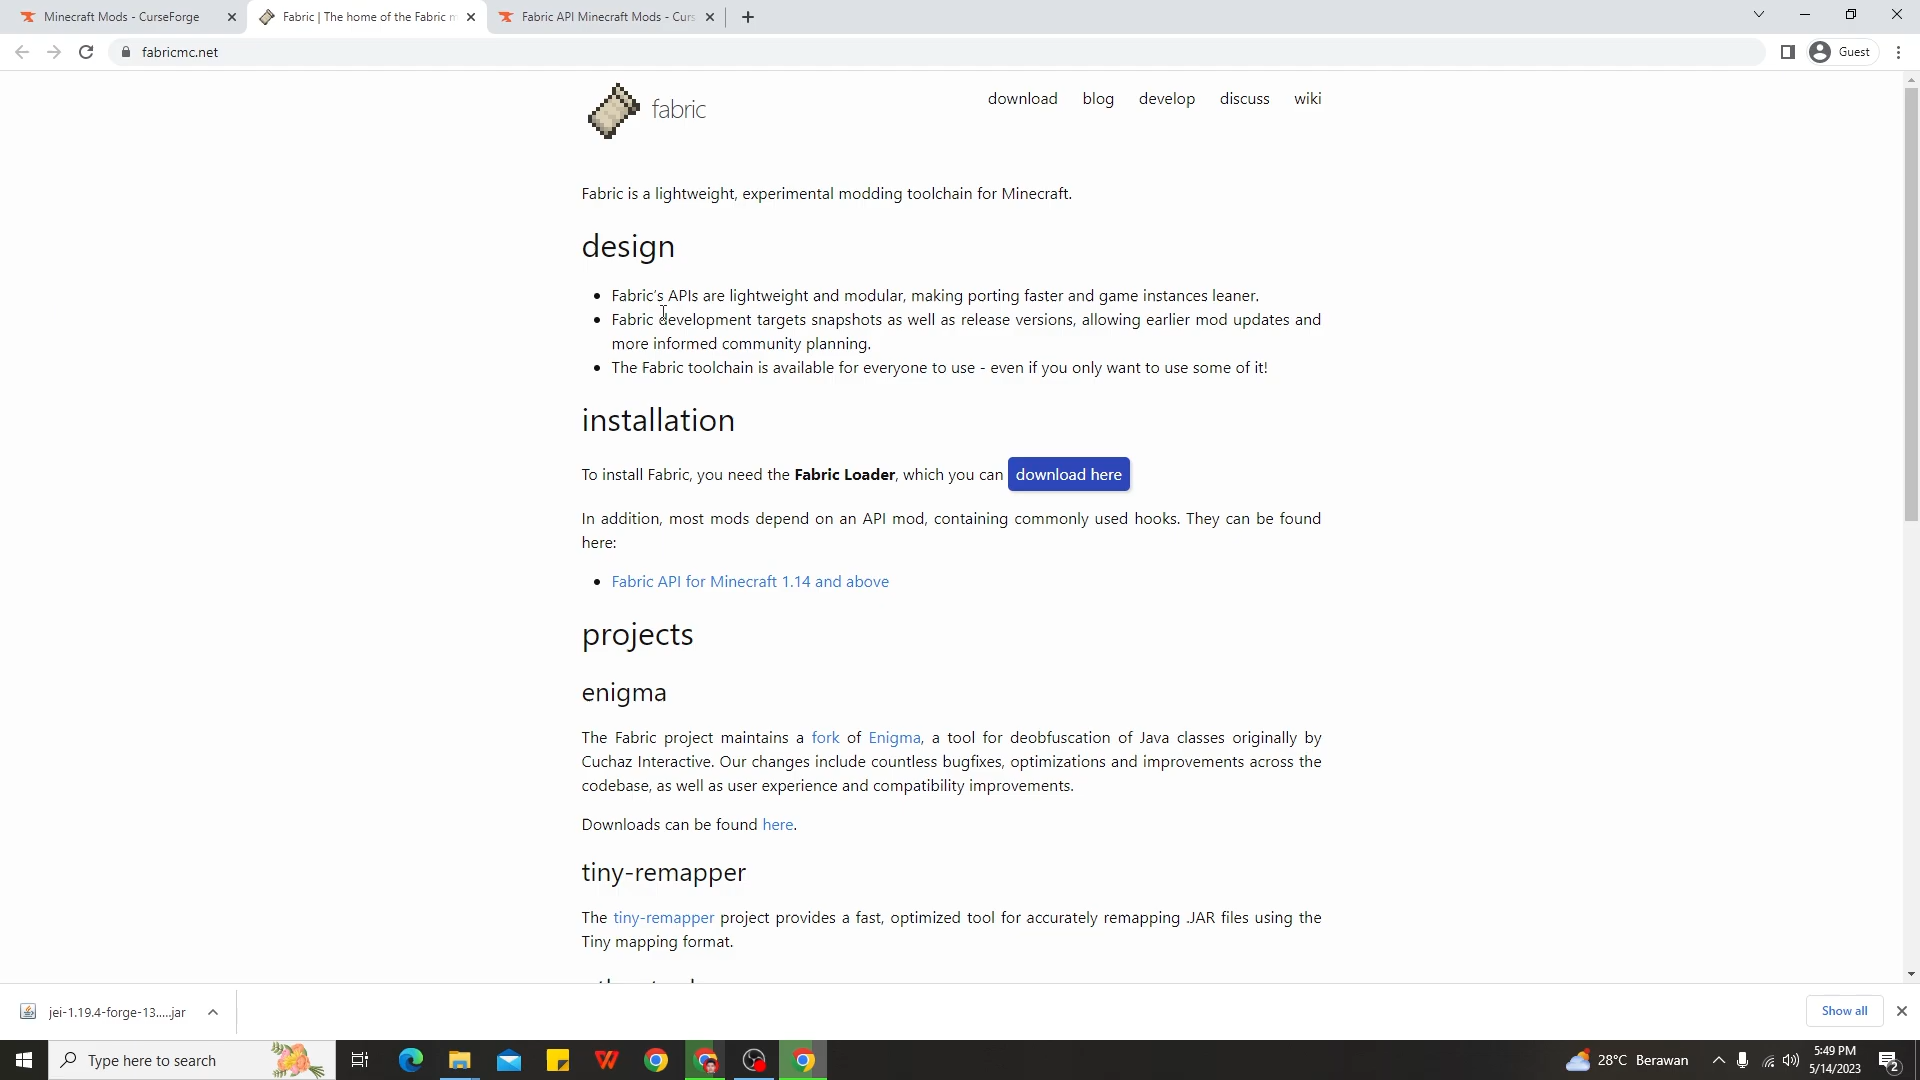 Minecraft Mods - CurseForge
Fabric | The home of the Fabric m
Fabric API Minecraft Mods - Curs
fabricmc.net
Guest
fabric
download blog develop discuss wiki
Fabric is a lightweight, experimental modding toolchain for Minecraft.
design
Fabric's APIs are lightweight and modular, making porting faster and game instances leaner.
Fabric development targets snapshots as well as release versions, allowing earlier mod updates and
more informed community planning.
The Fabric toolchain is available for everyone to use - even if you only want to use some of it!
installation
To install Fabric, you need the Fabric Loader, which you can download here
In addition, most mods depend on an API mod, containing commonly used hooks. They can be found
here:
Fabric API for Minecraft 1.14 and above
projects
enigma
The Fabric project maintains a fork of Enigma, a tool for deobfuscation of Java classes originally by
Cuchaz Interactive. Our changes include countless bugfixes, optimizations and improvements across the
codebase, as well as user experience and compatibility improvements.
Downloads can be found here.
tiny-remapper
The tiny-remapper project provides a fast, optimized tool for accurately remapping .JAR files using the
Tiny mapping format.
jei-1.19.4-forge-13.....jar
Show all
Type here to search
28°C Berawan
5:49 PM
5/14/2023
2